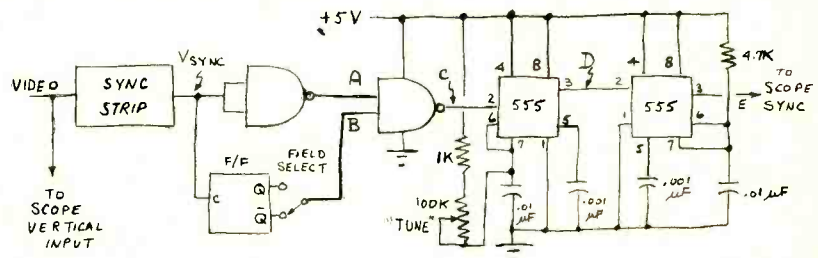 +5V
VIDEO
SYNC
STRIP
VSYNC
A
B
C
D
E
4
8
2
6
555
3
7
1
5
4
8
2
1
555
3
6
5
7
4.7K
TO
SCOPE
SYNC
1K
100K
"TUNE"
.01
µF
.001
µF
.001
µF
.01 µF
F/F
C
Q
Q̅
FIELD
SELECT
TO
SCOPE
VERTICAL
INPUT